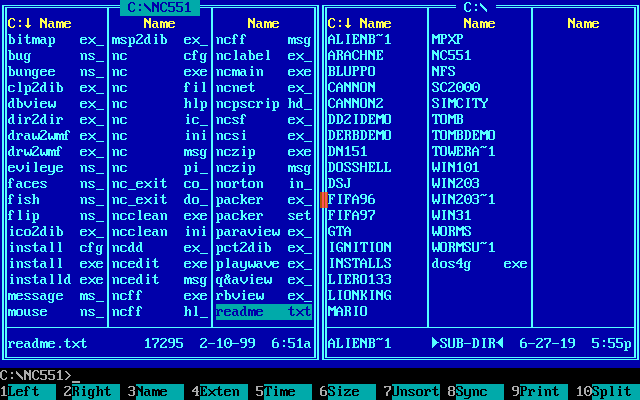 C:\NC551 C:\
C:↓ Name Name Name C:↓ Name Name Name
bitmap ex_ msp2dib ex_ ncff msg ALIENB~1 MPXP
bug ns_ nc cfg nclabel ex_ ARACHNE NC551
bungee ns_ nc exe ncmain exe BLUPPO NFS
clp2dib ex_ nc fil ncnet ex_ CANNON SC2000
dbview ex_ nc hlp ncpscrip hd_ CANNON2 SIMCITY
dir2dir ex_ nc ic_ ncsf ex_ DD2IDEMO TOMB
draw2wmf ex_ nc ini ncsi ex_ DERBDEMO TOMBDEMO
drw2wmf ex_ nc msg nczip exe DN151 TOWERA~1
evileye ns_ nc pi_ nczip msg DOSSHELL WIN101
faces ns_ nc_exit co_ norton in_ DSJ WIN203
fish ns_ nc_exit do_ packer ex_ FIFA96 WIN203~1
flip ns_ ncclean exe packer set FIFA97 WIN31
ico2dib ex_ ncclean ini paraview ex_ GTA WORMS
install cfg ncdd ex_ pct2dib ex_ IGNITION WORMSU~1
install exe ncedit exe playwave ex_ INSTALLS dos4g exe
installd exe ncedit msg q&aview ex_ LIERO133
message ms_ ncff exe rbview ex_ LIONKING
mouse ns_ ncff hl_ readme txt MARIO
readme.txt 17295 2-10-99 6:51a ALIENB~1 ►SUB-DIR◄ 6-27-19 5:55p
C:\NC551>_
1Left 2Right 3Name 4Exten 5Time 6Size 7Unsort 8Sync 9Print 10Split